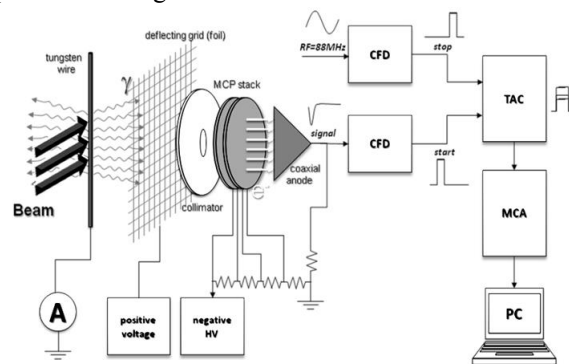 deflecting grid (foil)
tungsten
wire
γ
MCP stack
RF=88MHz
CFD
stop
TAC
signal
CFD
start
coaxial
anode
e
collimator
Beam
MCA
A
positive
voltage
negative
HV
PC